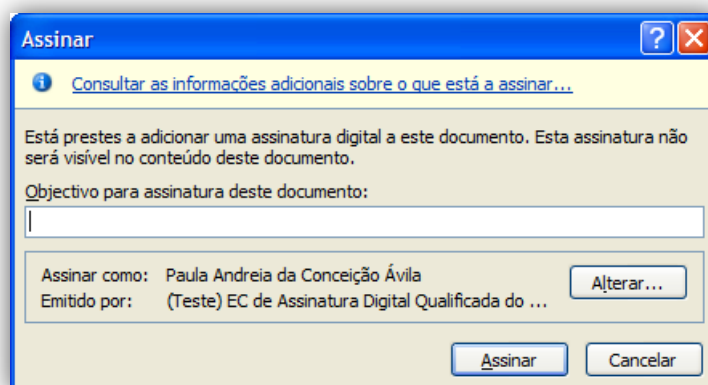 Assinar
Consultar as informações adicionais sobre o que está a assinar...
Está prestes a adicionar uma assinatura digital a este documento. Esta assinatura não
será visível no conteúdo deste documento.
Objectivo para assinatura deste documento:
Assinar como: Paula Andreia da Conceição Ávila
Alterar...
Emitido por: (Teste) EC de Assinatura Digital Qualificada do ...
Assinar Cancelar